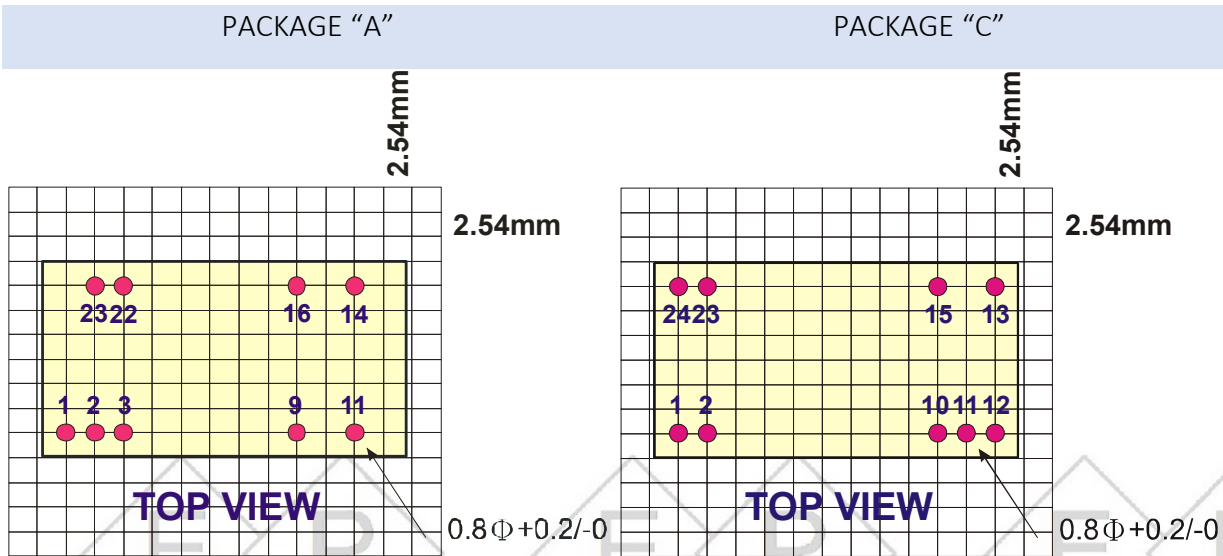 PACKAGE “A”
PACKAGE “C”
2.54mm
2.54mm
2.54mm
2.54mm
23 22 16 14
24 23 15 13
1 2 3 9 11
1 2 10 11 12
TOP VIEW
TOP VIEW
0.8Φ+0.2/-0
0.8Φ+0.2/-0